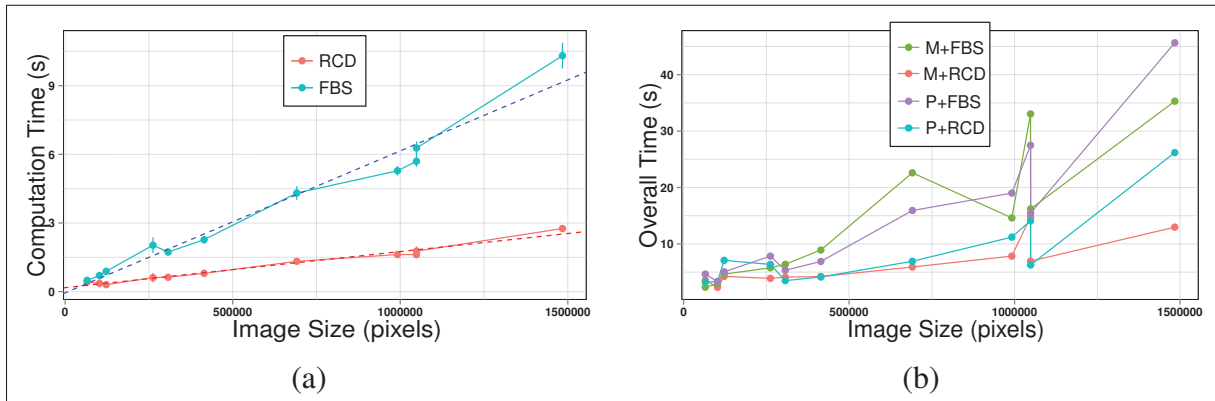 Computation Time (s)
9
6
3
0
RCD
FBS
0
500000
1000000
1500000
Image Size (pixels)
(a)
Overall Time (s)
40
30
20
10
M+FBS
M+RCD
P+FBS
P+RCD
0
500000
1000000
1500000
Image Size (pixels)
(b)